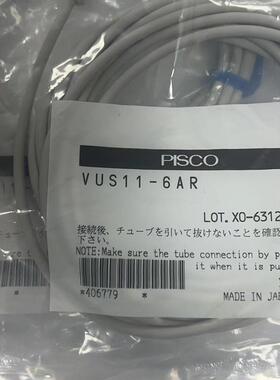 PISCO
VUS11-6AR
LOT. XO-6312
接続後、チューブを引いて抜けないことを確認
下さい。
NOTE:Make sure the tube connection by p
it when it is pu
*406779 *
MADE IN JA